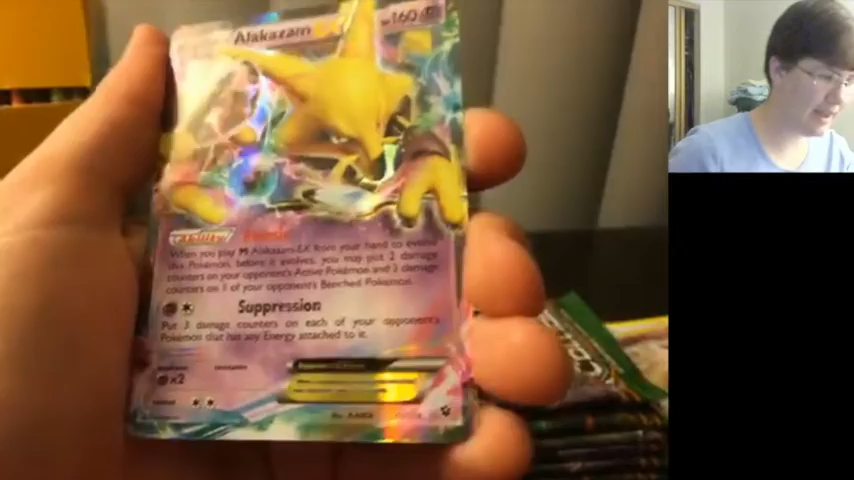 Alakazam
160
Ability
When you play M Alakazam-EX from your hand to evolve
this Pokémon, before it evolves, you may put 2 damage
counters on your opponent's Active Pokémon and 3 damage
counters on 1 of your opponent's Benched Pokémon.
Suppression
Put 3 damage counters on each of your opponent's
Pokémon that has any Energy attached to it.
x2